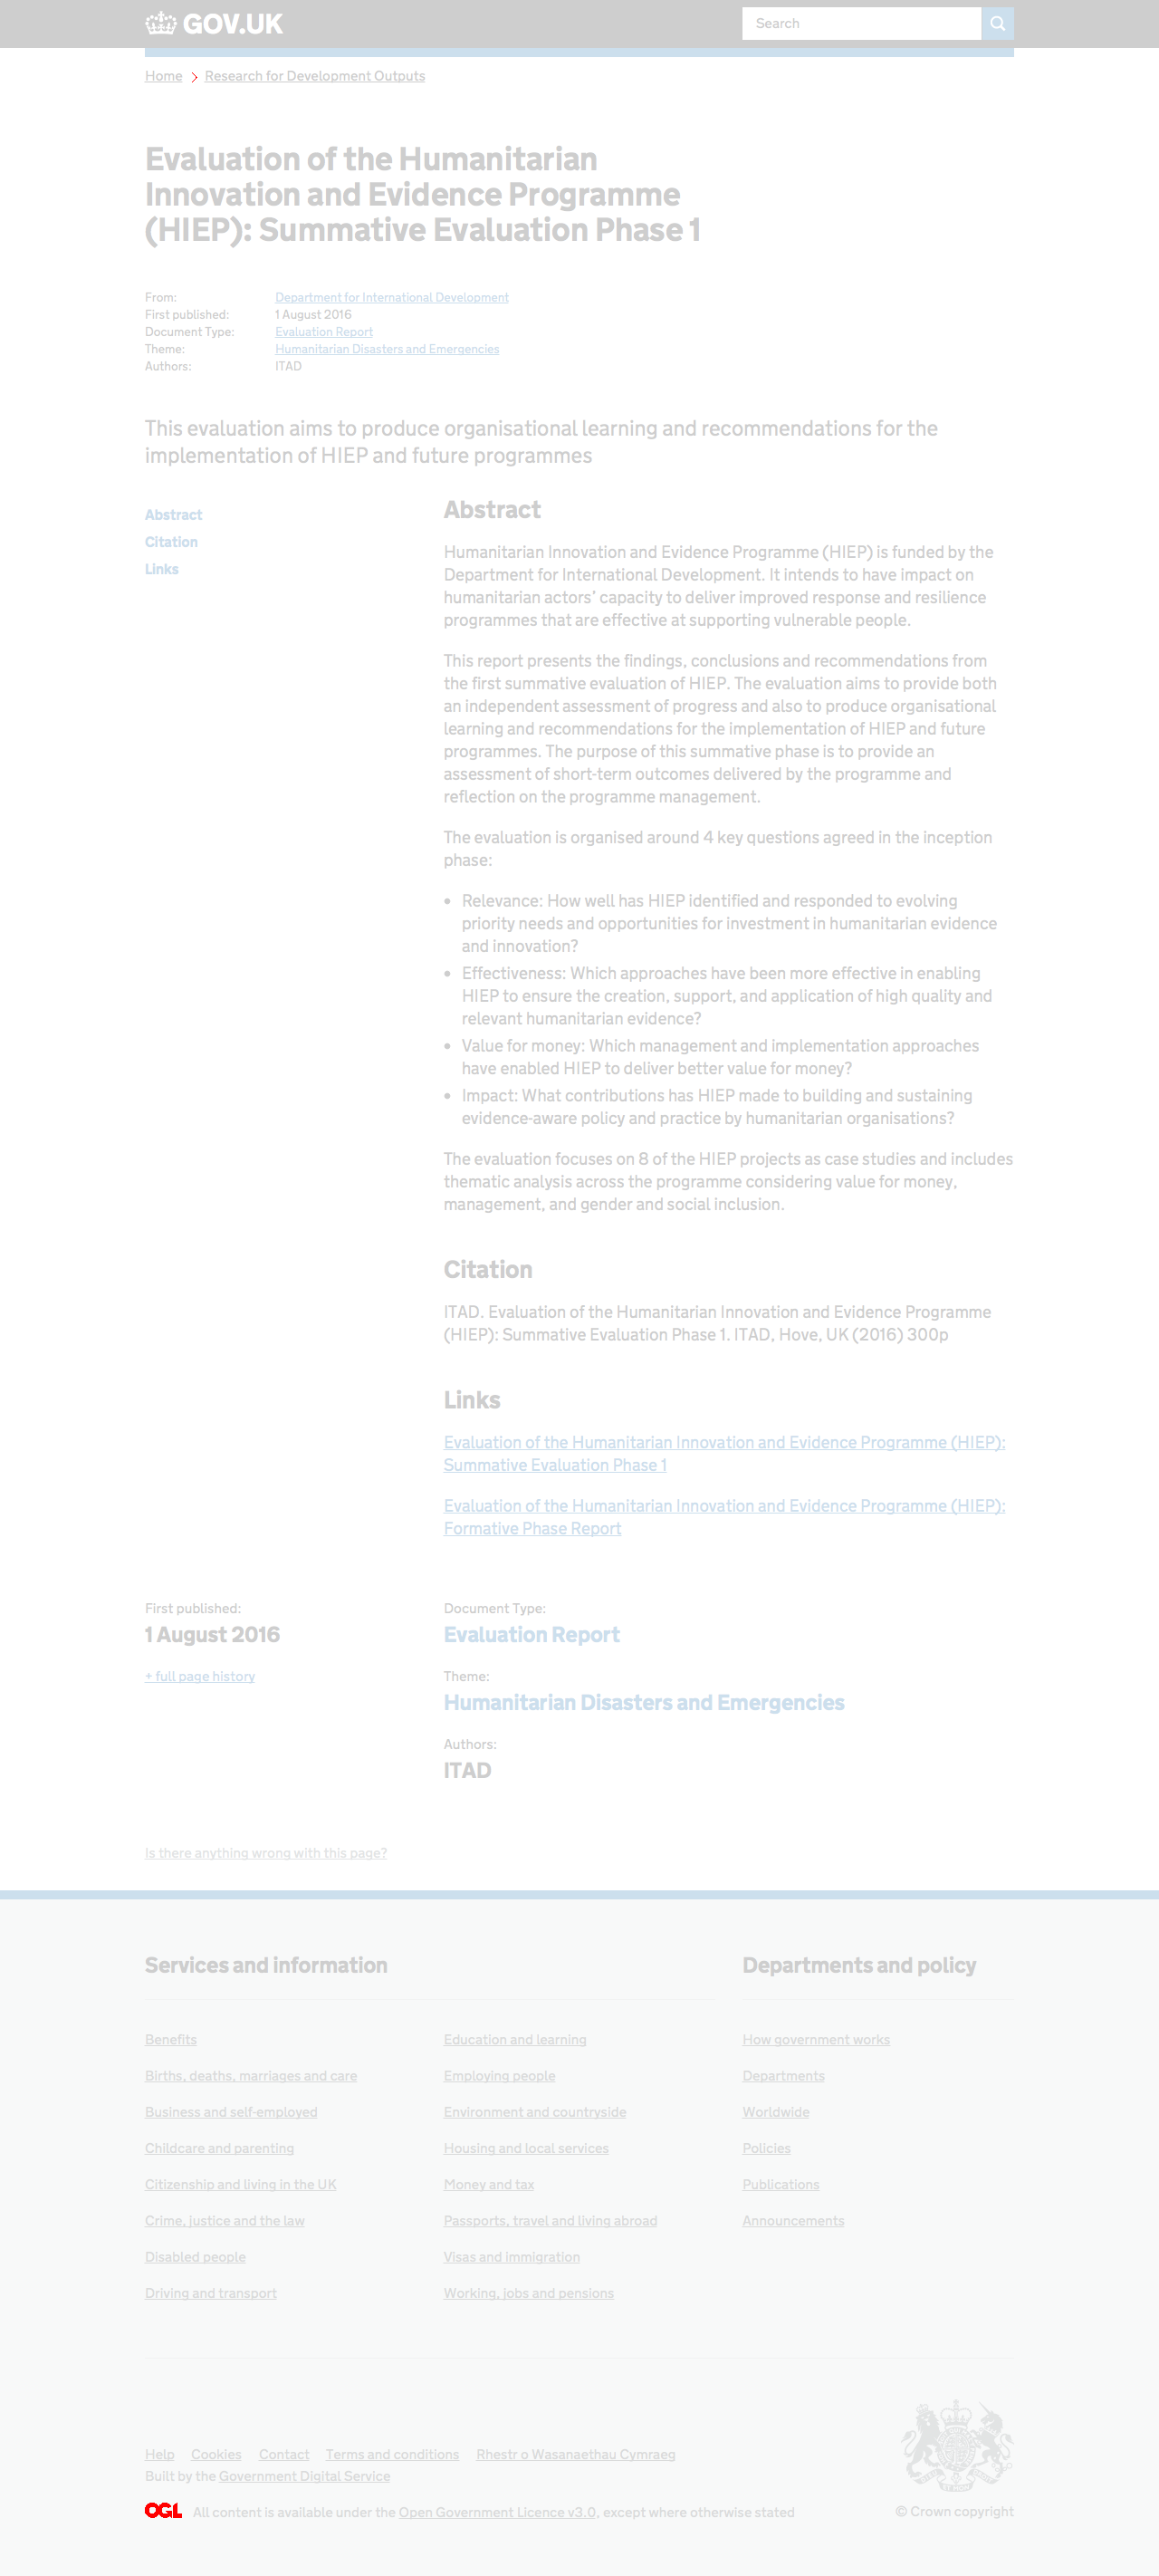 GOV.UK
Search
Home
Research for Development Outputs
Evaluation of the Humanitarian
Innovation and Evidence Programme
(HIEP): Summative Evaluation Phase 1
From: Department for International Development
First published: 1 August 2016
Document Type: Evaluation Report
Theme: Humanitarian Disasters and Emergencies
Authors: ITAD
This evaluation aims to produce organisational learning and recommendations for the
implementation of HIEP and future programmes
Abstract
Citation
Links
Abstract
Humanitarian Innovation and Evidence Programme (HIEP) is funded by the
Department for International Development. It intends to have impact on
humanitarian actors’ capacity to deliver improved response and resilience
programmes that are effective at supporting vulnerable people.
This report presents the findings, conclusions and recommendations from
the first summative evaluation of HIEP. The evaluation aims to provide both
an independent assessment of progress and also to produce organisational
learning and recommendations for the implementation of HIEP and future
programmes. The purpose of this summative phase is to provide an
assessment of short-term outcomes delivered by the programme and
reflection on the programme management.
The evaluation is organised around 4 key questions agreed in the inception
phase:
• Relevance: How well has HIEP identified and responded to evolving
priority needs and opportunities for investment in humanitarian evidence
and innovation?
• Effectiveness: Which approaches have been more effective in enabling
HIEP to ensure the creation, support, and application of high quality and
relevant humanitarian evidence?
• Value for money: Which management and implementation approaches
have enabled HIEP to deliver better value for money?
• Impact: What contributions has HIEP made to building and sustaining
evidence-aware policy and practice by humanitarian organisations?
The evaluation focuses on 8 of the HIEP projects as case studies and includes
thematic analysis across the programme considering value for money,
management, and gender and social inclusion.
Citation
ITAD. Evaluation of the Humanitarian Innovation and Evidence Programme
(HIEP): Summative Evaluation Phase 1. ITAD, Hove, UK (2016) 300p
Links
Evaluation of the Humanitarian Innovation and Evidence Programme (HIEP):
Summative Evaluation Phase 1
Evaluation of the Humanitarian Innovation and Evidence Programme (HIEP):
Formative Phase Report
First published:
1 August 2016
+ full page history
Document Type:
Evaluation Report
Theme:
Humanitarian Disasters and Emergencies
Authors:
ITAD
Is there anything wrong with this page?
Services and information
Benefits
Births, deaths, marriages and care
Business and self-employed
Childcare and parenting
Citizenship and living in the UK
Crime, justice and the law
Disabled people
Driving and transport
Education and learning
Employing people
Environment and countryside
Housing and local services
Money and tax
Passports, travel and living abroad
Visas and immigration
Working, jobs and pensions
Departments and policy
How government works
Departments
Worldwide
Policies
Publications
Announcements
Help Cookies Contact Terms and conditions Rhestr o Wasanaethau Cymraeg
Built by the Government Digital Service
OGL All content is available under the Open Government Licence v3.0, except where otherwise stated
© Crown copyright